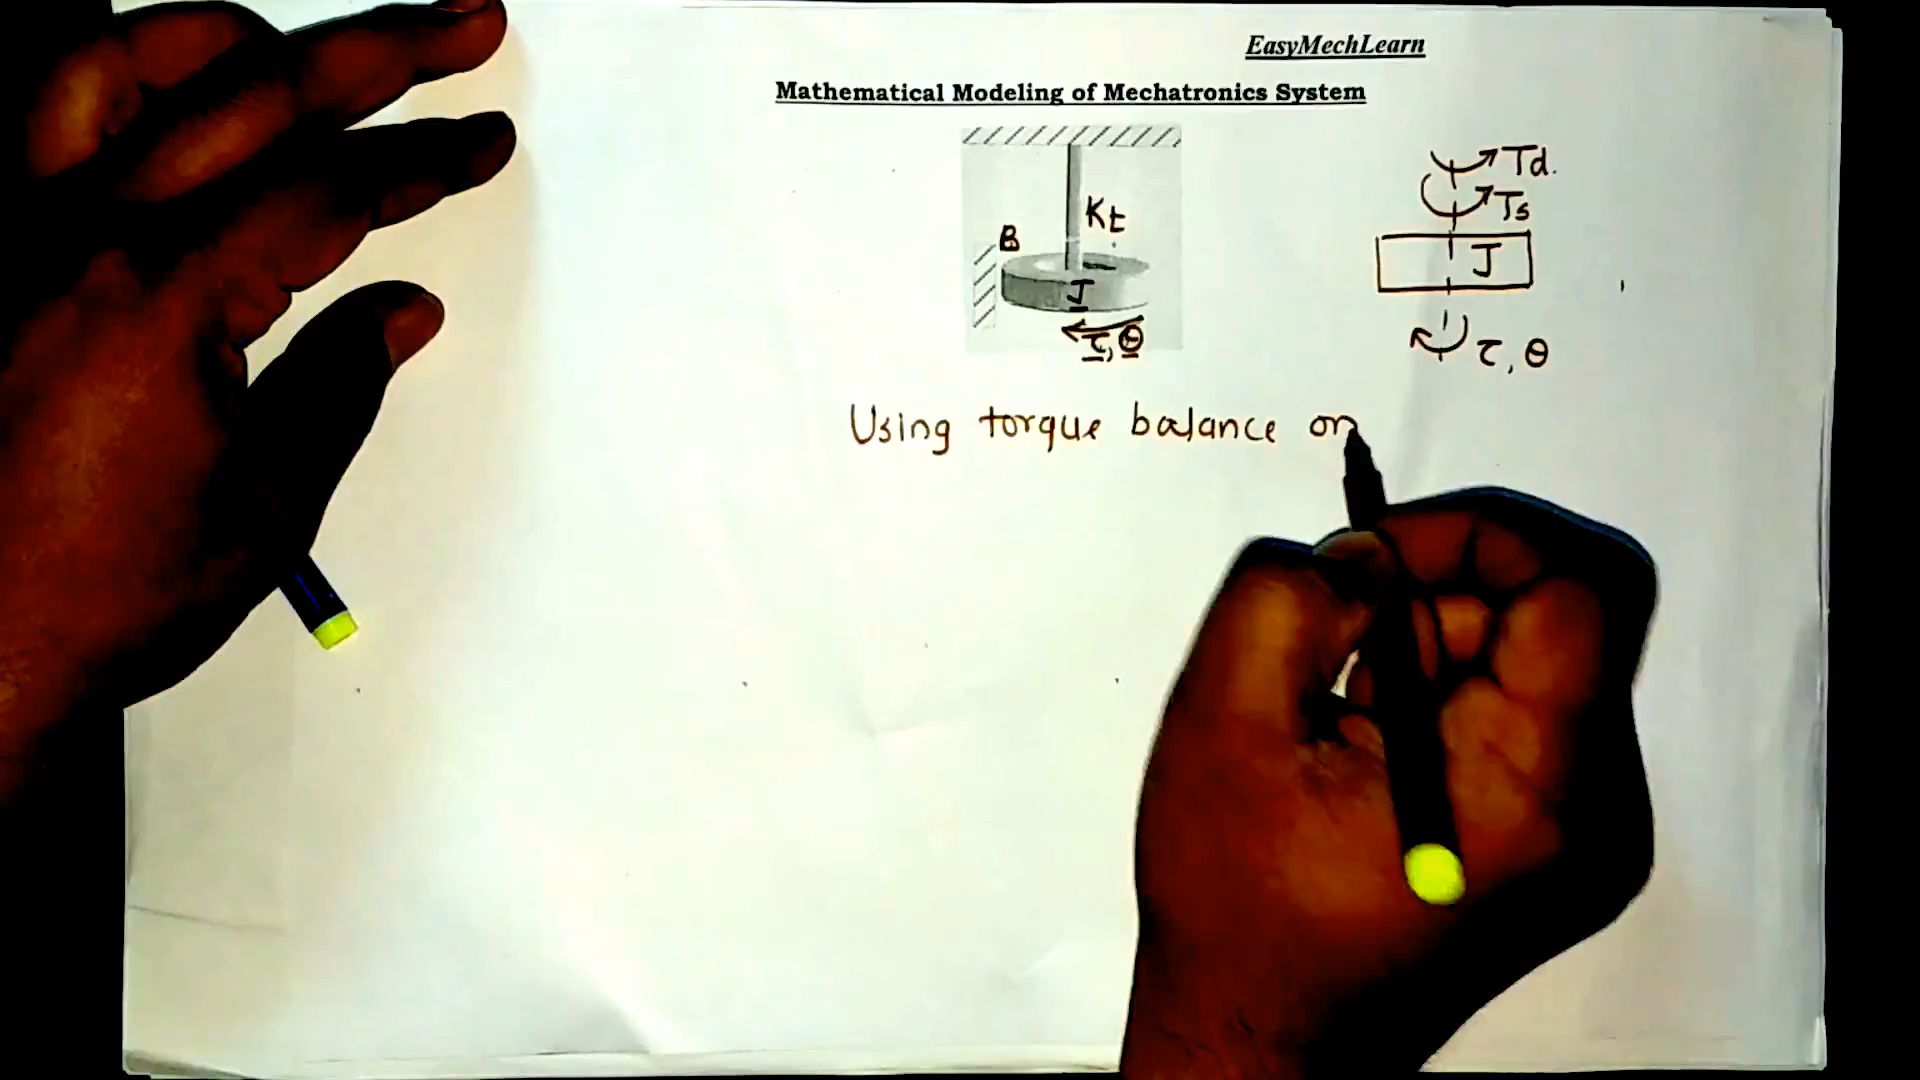 EasyMechLearn
Mathematical Modeling of Mechatronics System
Td.
Ts
Kt
B
J
J
τ, θ
τ, θ
Using torque balance on